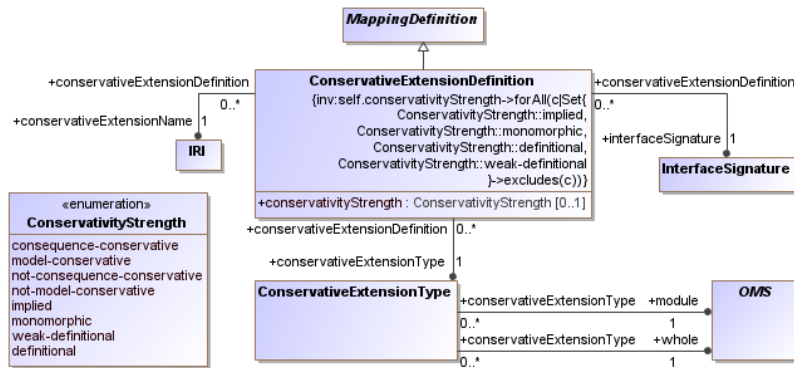 MappingDefinition
+conservativeExtensionDefinition
0..*
+conservativeExtensionName
1
IRI
ConservativeExtensionDefinition
{inv:self.conservativityStrength->forAll(c|Set{
ConservativityStrength::implied,
ConservativityStrength::monomorphic,
ConservativityStrength::definitional,
ConservativityStrength::weak-definitional
}->excludes(c))}
+conservativityStrength : ConservativityStrength [0..1]
+conservativeExtensionDefinition
0..*
+interfaceSignature
1
InterfaceSignature
«enumeration»
ConservativityStrength
consequence-conservative
model-conservative
not-consequence-conservative
not-model-conservative
implied
monomorphic
weak-definitional
definitional
+conservativeExtensionDefinition
0..*
+conservativeExtensionType
1
ConservativeExtensionType
+conservativeExtensionType
+module
0..*
1
+conservativeExtensionType
+whole
0..*
1
OMS